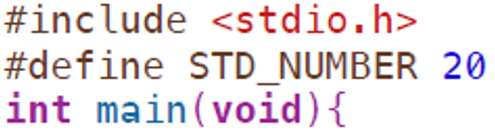 #include <stdio.h>
#define STD_NUMBER 20
int main(void){